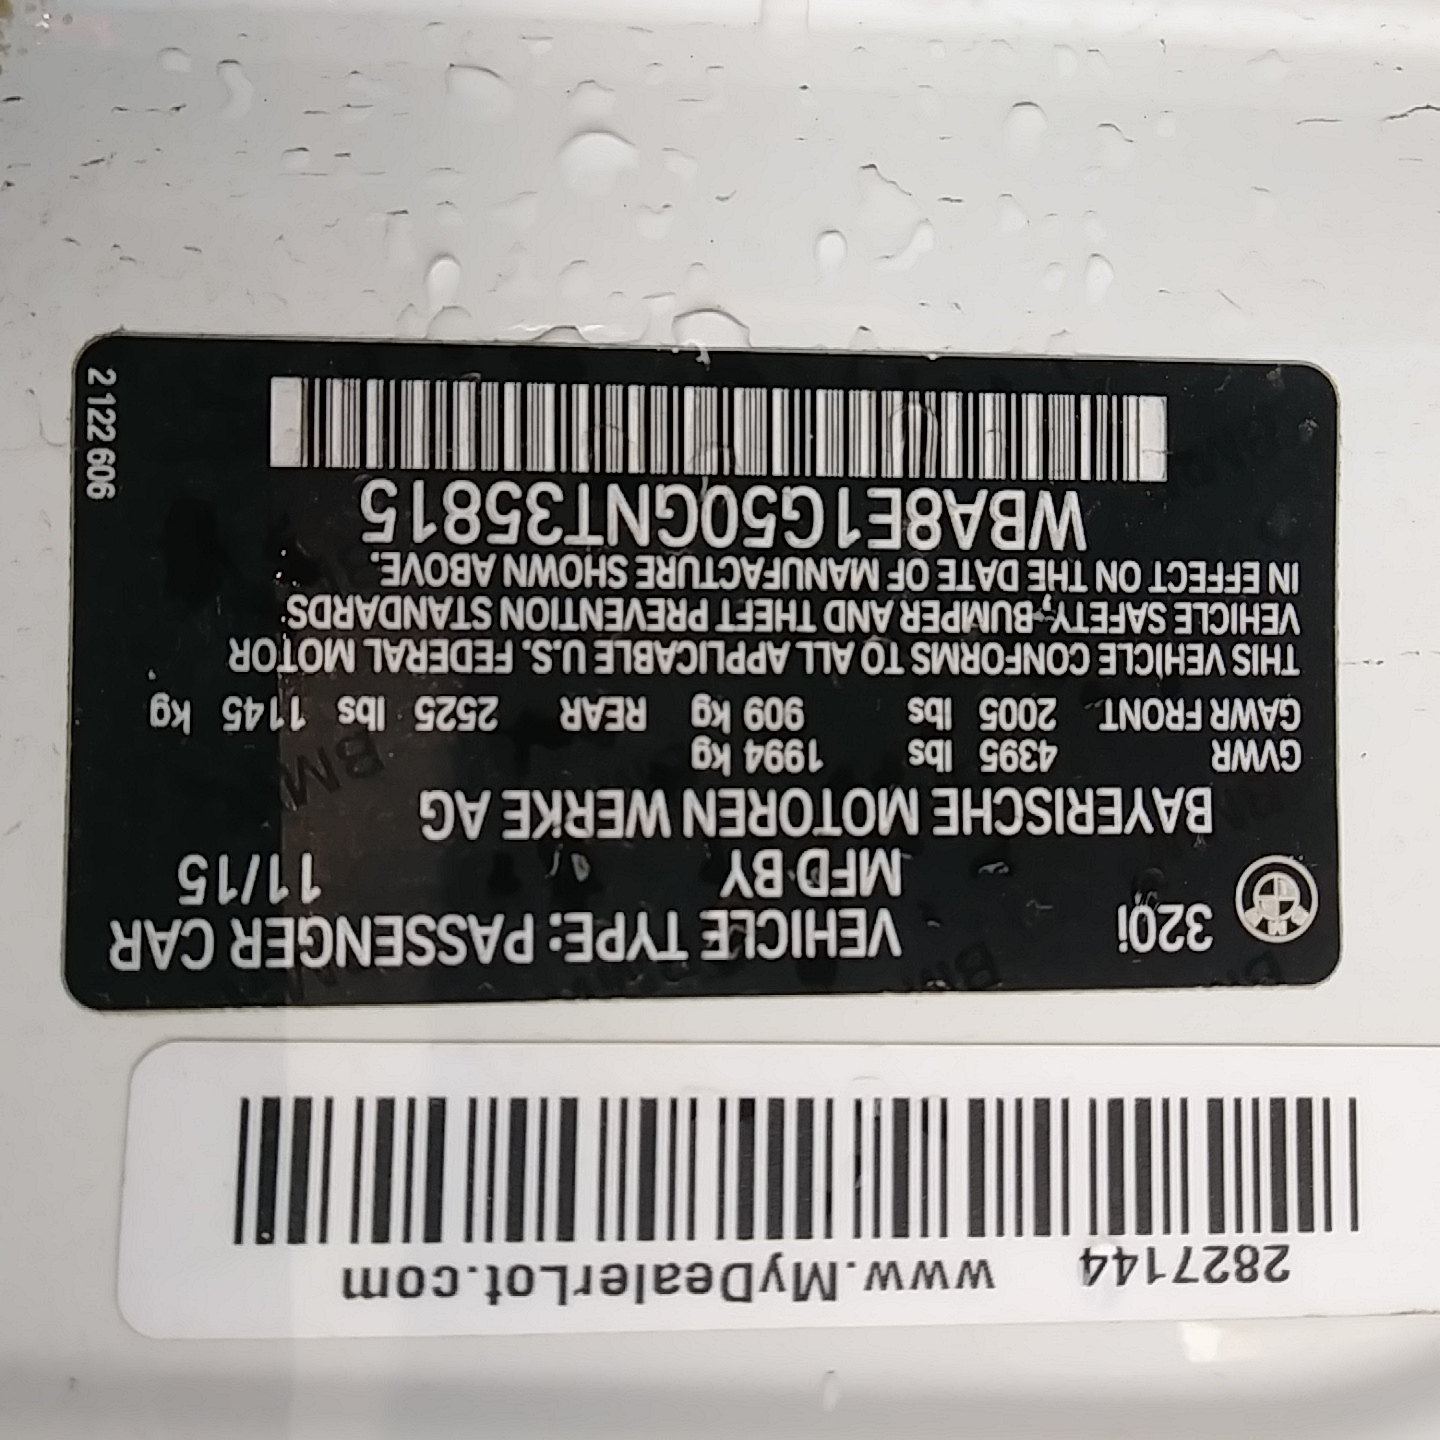 320i VEHICLE TYPE: PASSENGER CAR
MFD BY 11/15
BAYERISCHE MOTOREN WERKE AG
GVWR 4395 lbs 1994 kg
GAWR FRONT 2005 lbs 909 kg REAR 2525 lbs 1145 kg
THIS VEHICLE CONFORMS TO ALL APPLICABLE U.S. FEDERAL MOTOR
VEHICLE SAFETY-BUMPER AND THEFT PREVENTION STANDARDS
IN EFFECT ON THE DATE OF MANUFACTURE SHOWN ABOVE.
WBA8E1G50GNT35815
2 122 606
2827144 www.MyDealerLot.com